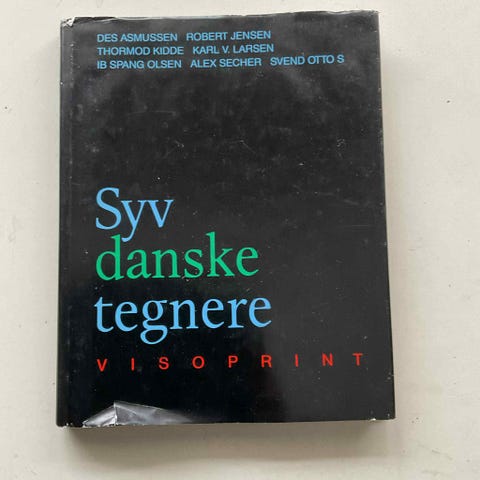 DES ASMUSSEN ROBERT JENSEN
THORMOD KIDDE KARL V. LARSEN
IB SPANG OLSEN ALEX SECHER SVEND OTTO S
Syv
danske
tegnere
VISOPRINT